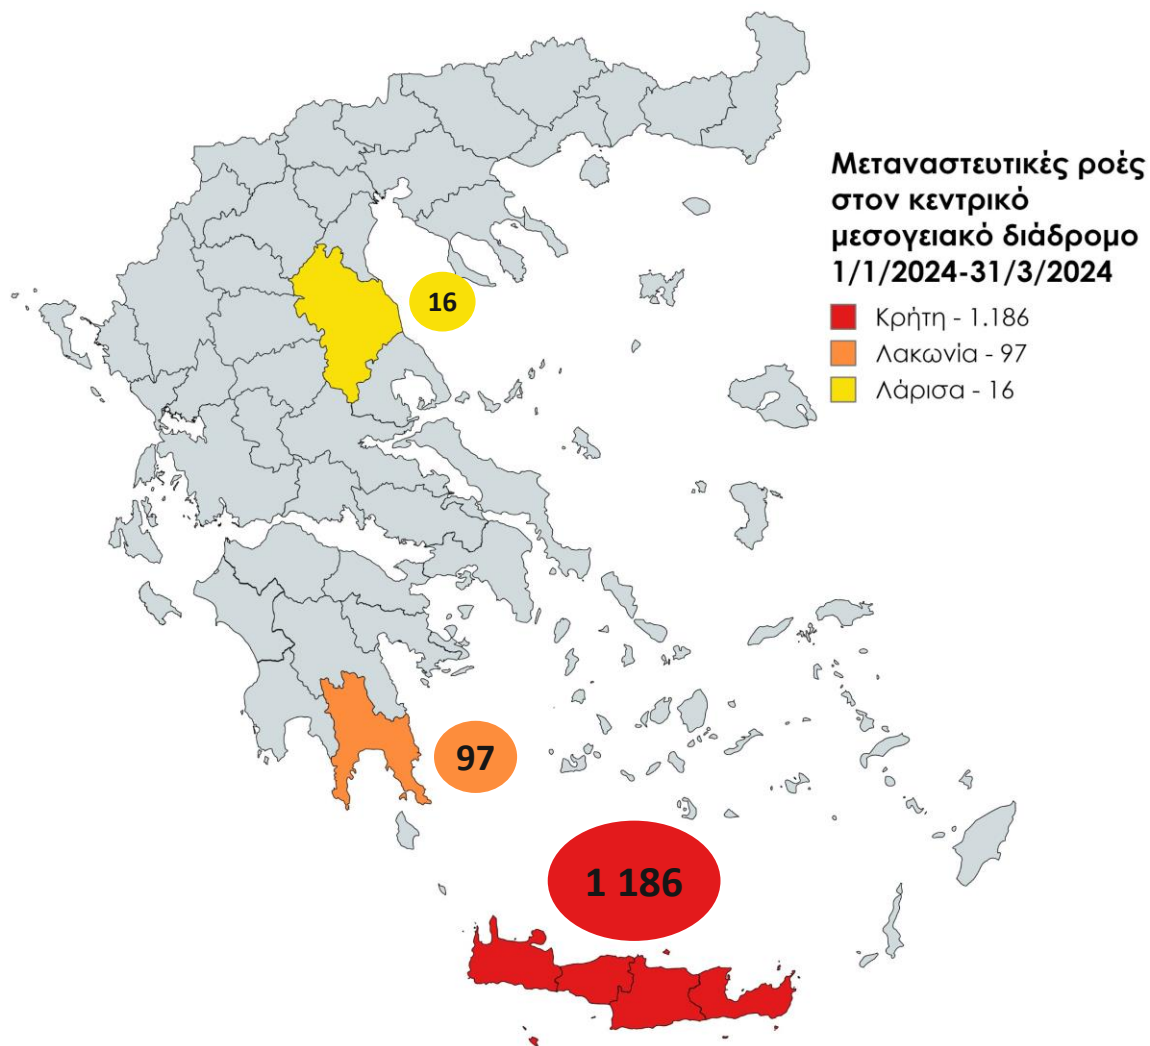 Μεταναστευτικές ροές
στον κεντρικό
μεσογειακό διάδρομο
1/1/2024-31/3/2024
Κρήτη - 1.186
Λακωνία - 97
Λάρισα - 16
16
97
1 186